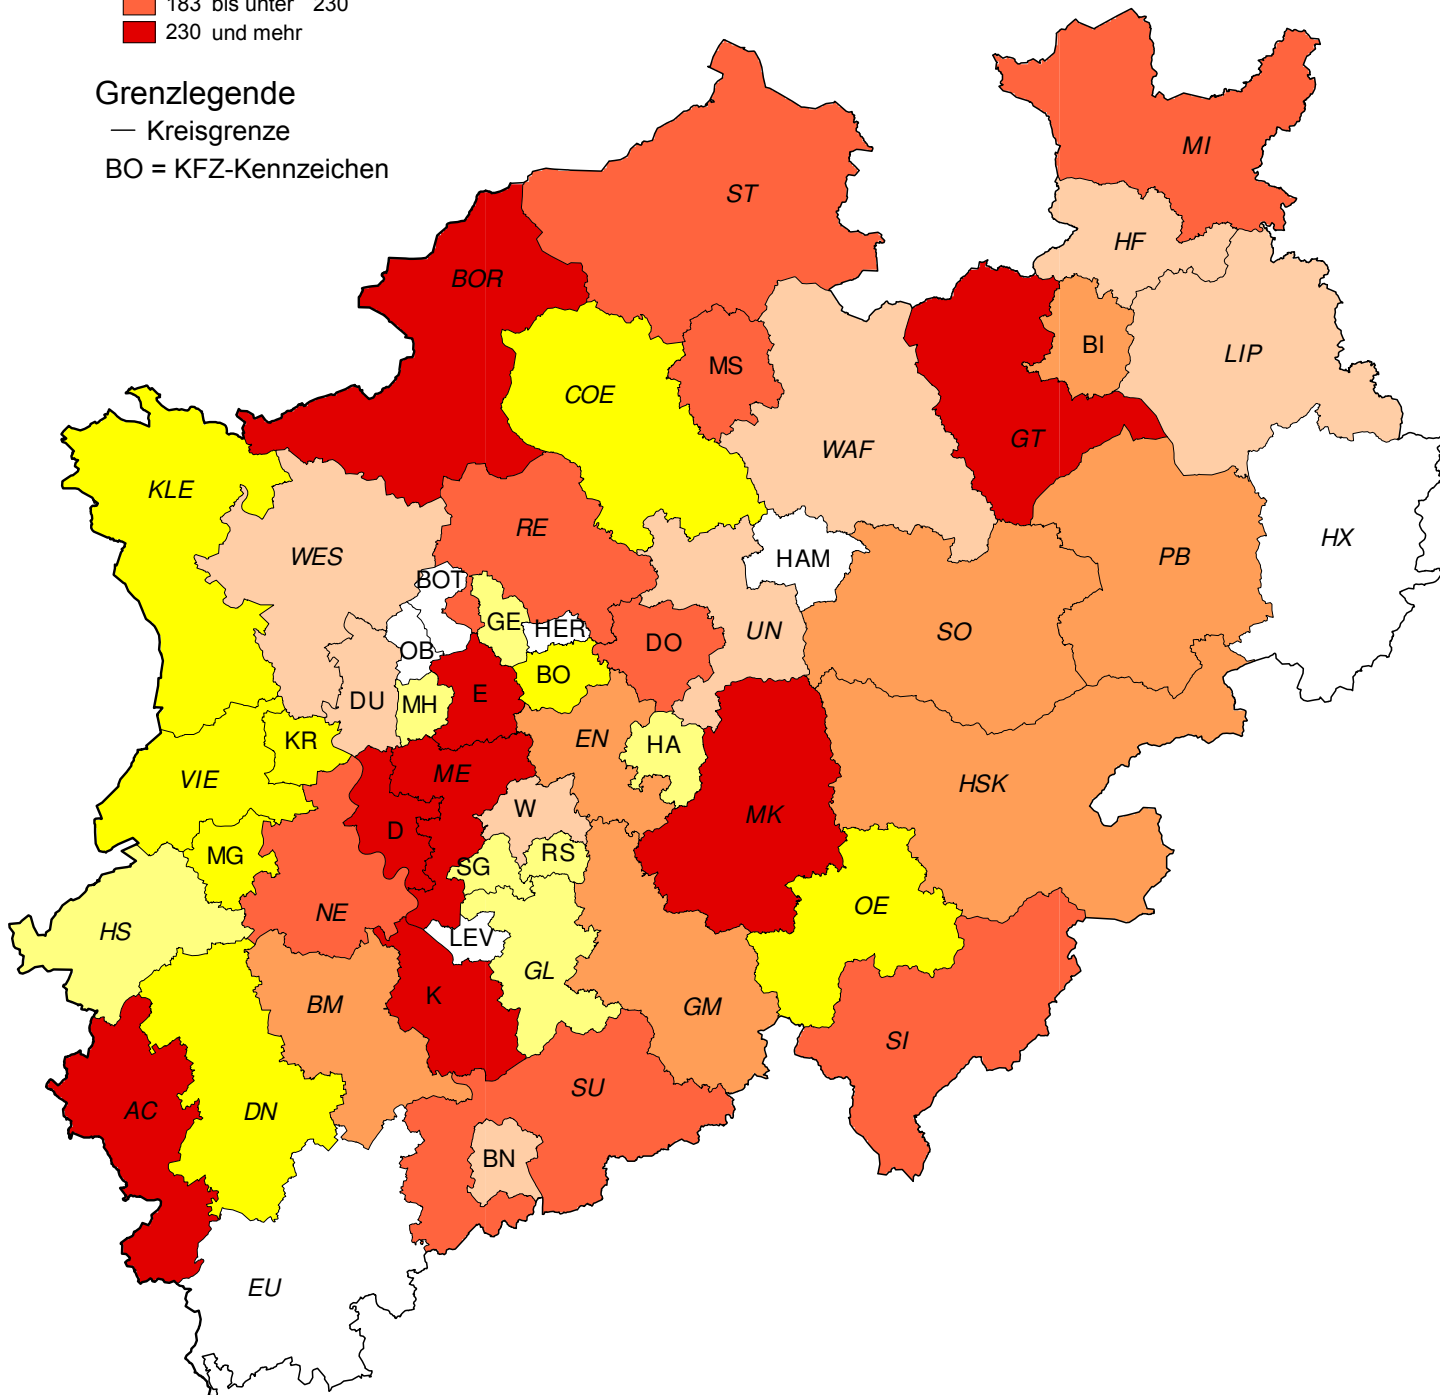 183 bis unter 230
230 und mehr
Grenzlegende
— Kreisgrenze
BO = KFZ-Kennzeichen
MI
ST
HF
BOR
BI
LIP
MS
COE
GT
WAF
KLE
RE
HX
WES
HAM
PB
BOT
GE
HER
UN
SO
DO
OB
BO
E
DU
MH
EN
HA
KR
ME
VIE
HSK
W
MK
D
MG
RS
SG
OE
NE
HS
LEV
GL
K
BM
GM
SI
SU
AC
DN
BN
EU